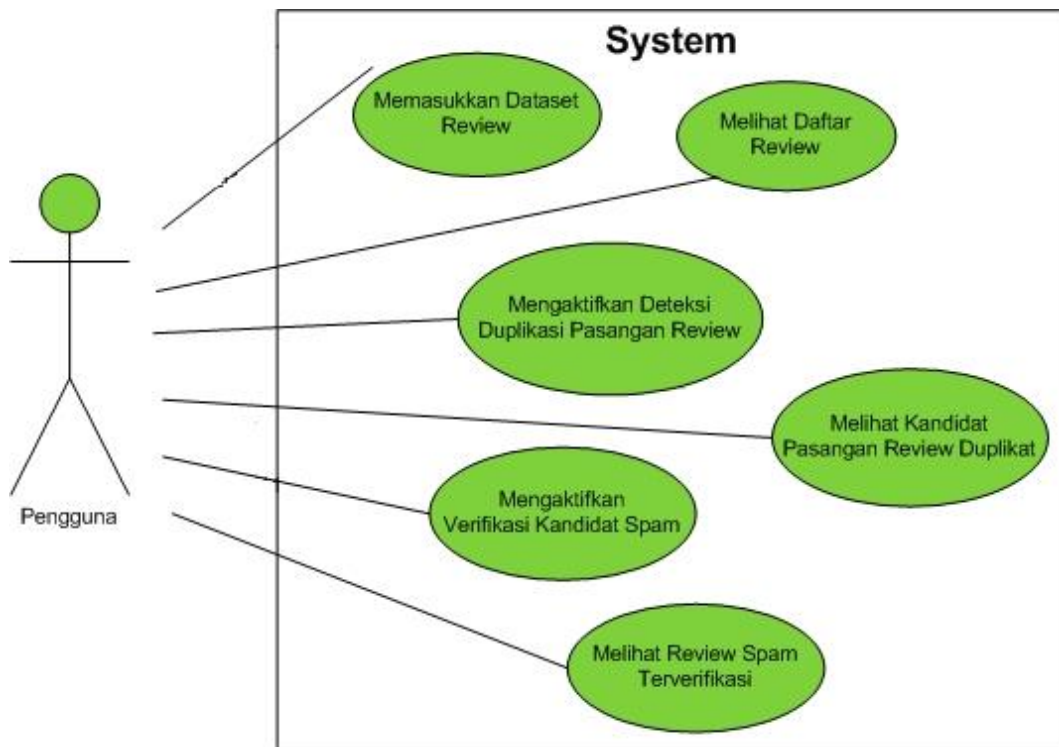 System
Memasukkan Dataset
Review
Melihat Daftar
Review
Mengaktifkan Deteksi
Duplikasi Pasangan Review
Melihat Kandidat
Pasangan Review Duplikat
Mengaktifkan
Verifikasi Kandidat Spam
Pengguna
Melihat Review Spam
Terverifikasi